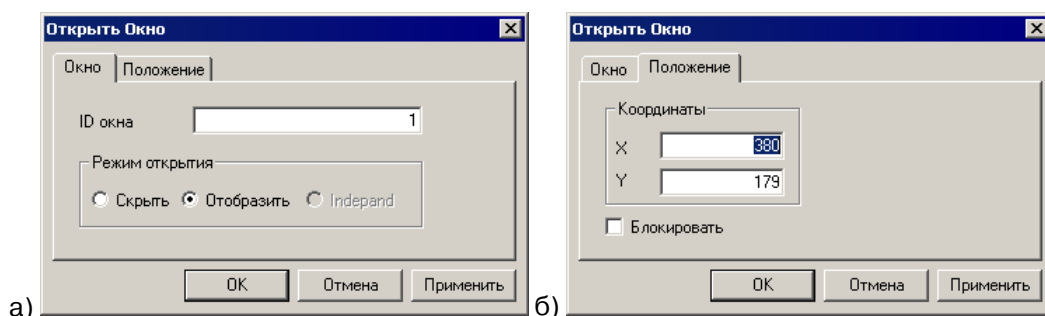 Открыть Окно
Окно Положение
ID окна 1
Режим открытия
Скрыть Отобразить Indepand
OK Отмена Применить
а)
Открыть Окно
Окно Положение
Координаты
X 380
Y 179
Блокировать
OK Отмена Применить
б)